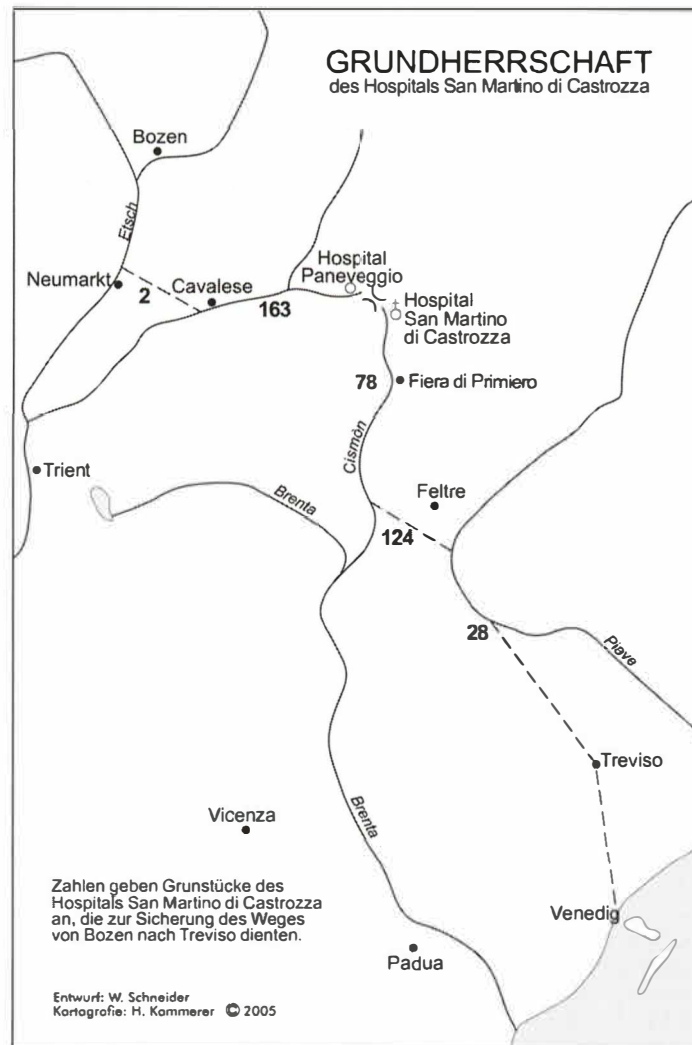 GRUNDHERRSCHAFT
des Hospitals San Martino di Castrozza
Bozen
Etsch
Hospital
Paneveggio
Neumarkt
2
Cavalese
163
Hospital
San Martino
di Castrozza
78
Fiera di Primiero
Cismòn
Trient
Brenta
Feltre
124
28
Piave
Treviso
Brenta
Vicenza
Zahlen geben Grunstücke des
Hospitals San Martino di Castrozza
an, die zur Sicherung des Weges
von Bozen nach Treviso dienten.
Venedig
Padua
Entwurf: W. Schneider
Kartografie: H. Kammerer © 2005